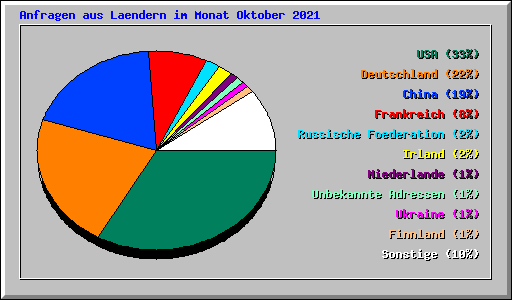 Anfragen aus Laendern im Monat Oktober 2021
USA (33%)
Deutschland (22%)
China (19%)
Frankreich (8%)
Russische Foederation (2%)
Irland (2%)
Niederlande (1%)
Unbekannte Adressen (1%)
Ukraine (1%)
Finnland (1%)
Sonstige (10%)